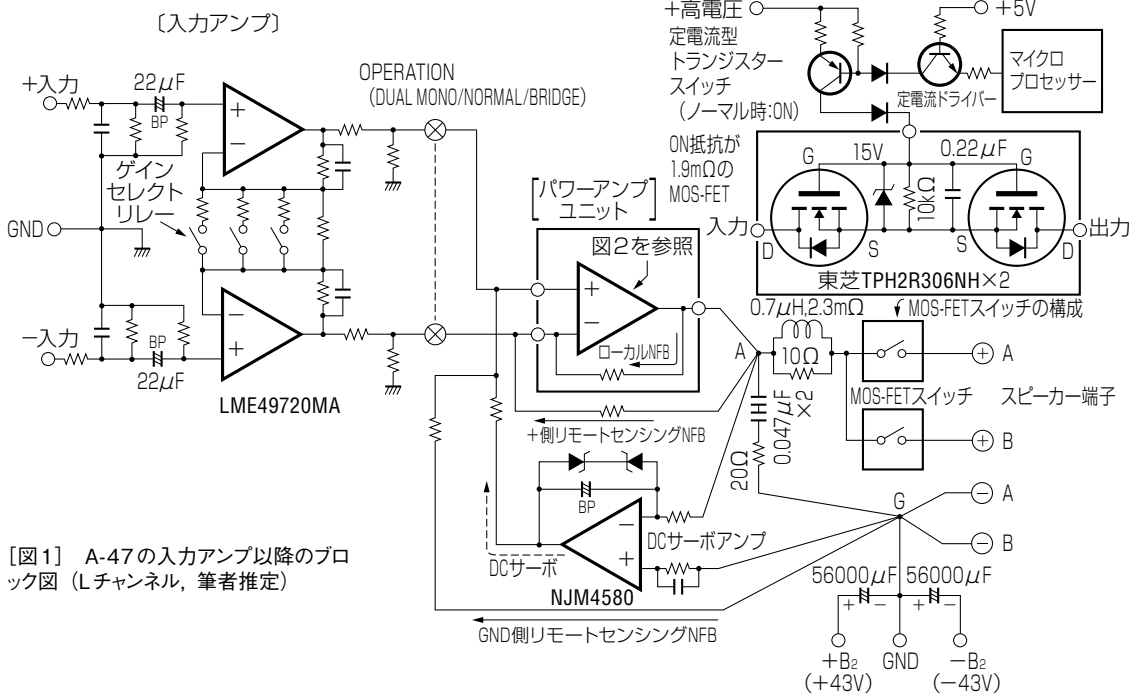 〔入力アンプ〕
+入力
22μF
BP
ゲイン
セレクト
リレー
GND
−入力
BP
22μF
LME49720MA
OPERATION
(DUAL MONO/NORMAL/BRIDGE)
[パワーアンプ
ユニット]
図2を参照
ローカルNFB
+側リモートセンシングNFB
BP
DCサーボアンプ
DCサーボ
NJM4580
GND側リモートセンシングNFB
+高電圧
定電流型
トランジスター
スイッチ
(ノーマル時:ON)
+5V
マイクロ
プロセッサー
定電流ドライバー
ON抵抗が
1.9mΩの
MOS-FET
G
15V
10kΩ
0.22μF
G
入力
D
S
S
D
出力
東芝TPH2R306NH×2
MOS-FETスイッチの構成
0.7μH,2.3mΩ
A
10Ω
0.047μF
×2
20Ω
MOS-FETスイッチ
スピーカー端子
+ A
+ B
− A
− B
G
56000μF
56000μF
+ −
+ −
+B₂
(+43V)
GND
−B₂
(−43V)
[図1] A-47の入力アンプ以降のブロ
ック図(Lチャンネル,筆者推定)